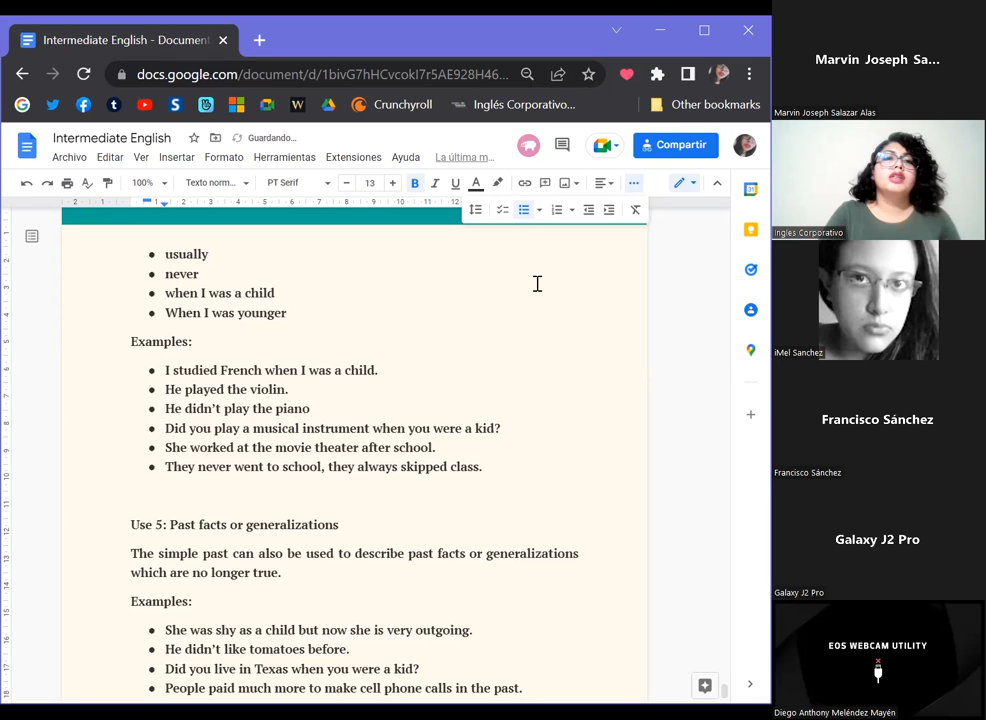 Intermediate English - Document
docs.google.com/document/d/1bivG7hHCvcokI7r5AE928H46...
Crunchyroll
Inglés Corporativo...
Other bookmarks
Intermediate English
Guardando...
Archivo Editar Ver Insertar Formato Herramientas Extensiones Ayuda La última m...
Compartir
100% Texto norm... PT Serif 13
usually
never
when I was a child
When I was younger
Examples:
I studied French when I was a child.
He played the violin.
He didn't play the piano
Did you play a musical instrument when you were a kid?
She worked at the movie theater after school.
They never went to school, they always skipped class.
Use 5: Past facts or generalizations
The simple past can also be used to describe past facts or generalizations
which are no longer true.
Examples:
She was shy as a child but now she is very outgoing.
He didn't like tomatoes before.
Did you live in Texas when you were a kid?
People paid much more to make cell phone calls in the past.
Marvin Joseph Sa...
Marvin Joseph Salazar Alas
Ingles Corporativo
iMel Sanchez
Francisco Sánchez
Francisco Sánchez
Galaxy J2 Pro
Galaxy J2 Pro
EOS WEBCAM UTILITY
Diego Anthony Meléndez Mayén